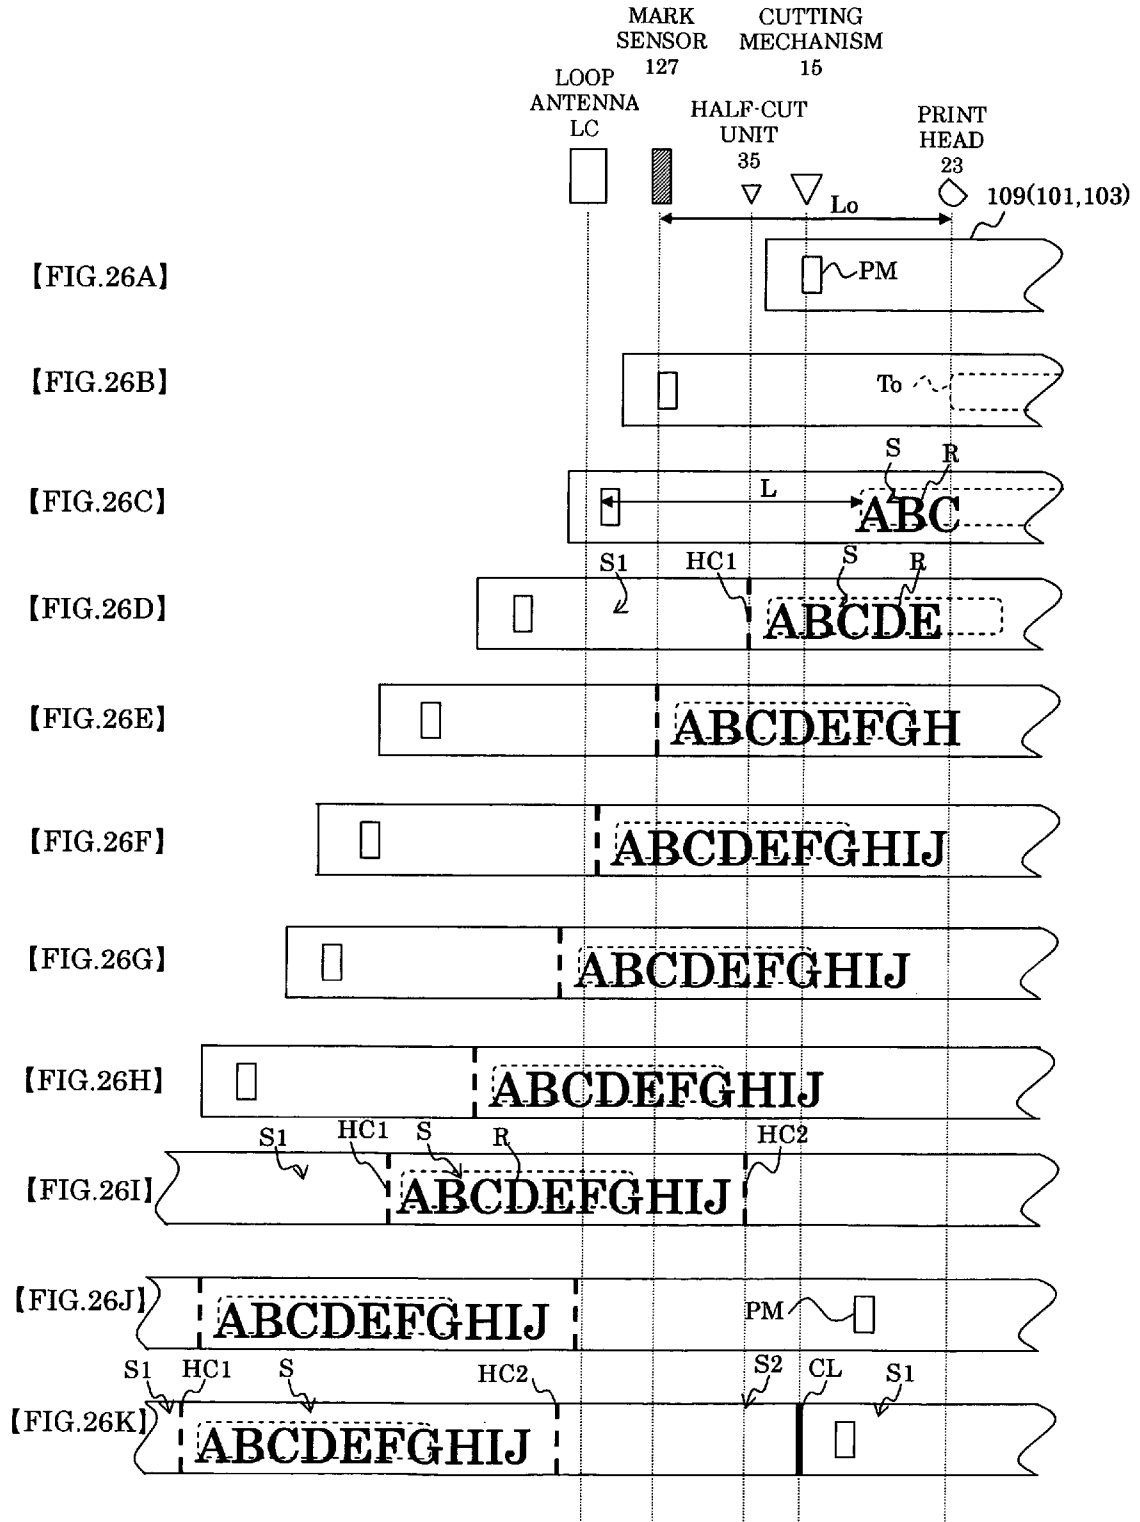 MARK
SENSOR
127
CUTTING
MECHANISM
15
LOOP
ANTENNA
LC
HALF-CUT
UNIT
35
PRINT
HEAD
23
Lo
109(101,103)
【FIG.26A】
PM
【FIG.26B】
To
【FIG.26C】
L
S
R
ABC
【FIG.26D】
S1
HC1
S
R
ABCDE
【FIG.26E】
ABCDEFGH
【FIG.26F】
ABCDEFGHIJ
【FIG.26G】
ABCDEFGHIJ
【FIG.26H】
ABCDEFGHIJ
【FIG.26I】
S1
HC1
S
R
HC2
ABCDEFGHIJ
【FIG.26J】
ABCDEFGHIJ
PM
【FIG.26K】
S1
HC1
S
HC2
S2
CL
S1
ABCDEFGHIJ